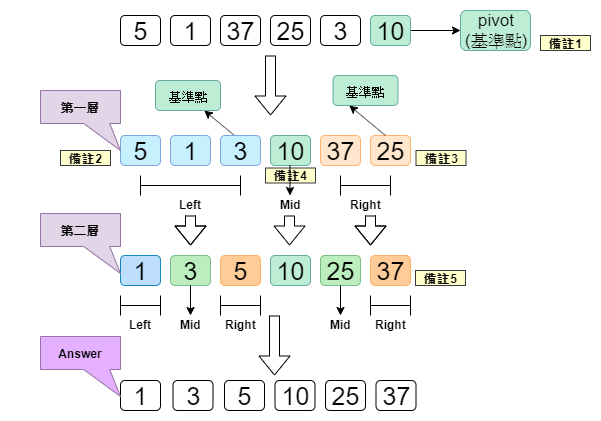 5 1 37 25 3 10
pivot
(基準點)
備註1
基準點
基準點
第一層
5 1 3 10 37 25
備註2
備註3
備註4
Left Mid Right
第二層
1 3 5 10 25 37
備註5
Left Mid Right Mid Right
Answer
1 3 5 10 25 37